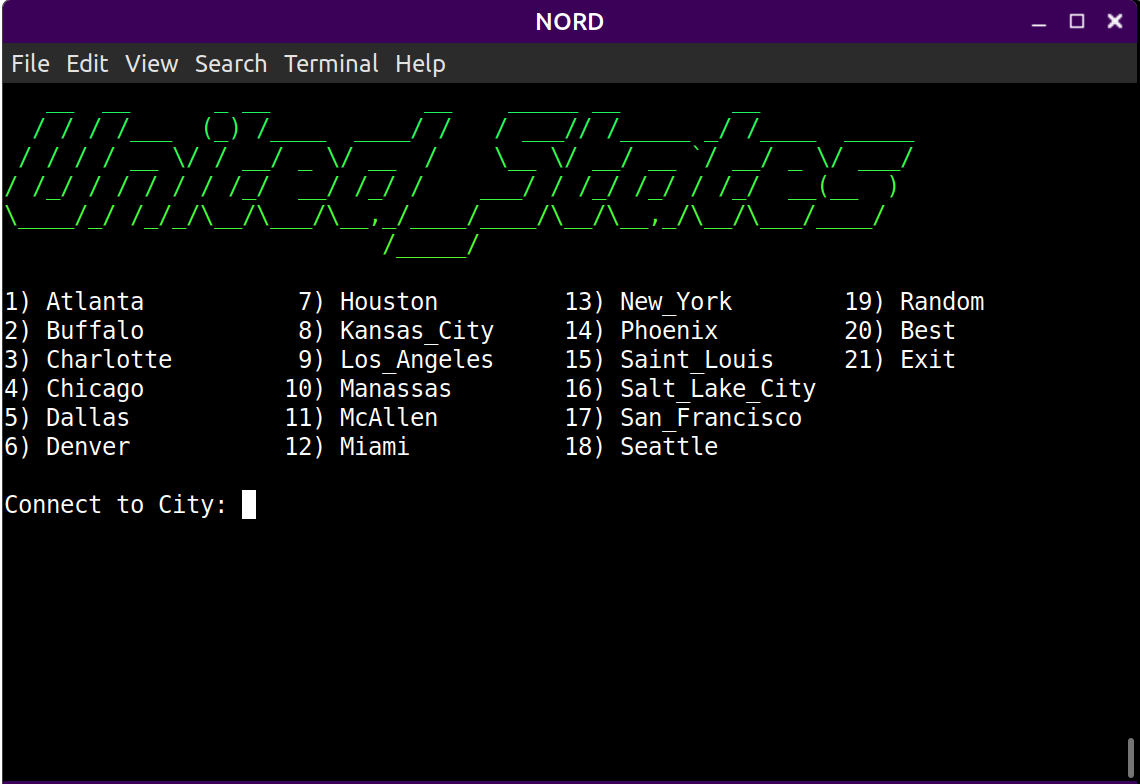 NORD
File Edit View Search Terminal Help
United_States
1) Atlanta 7) Houston 13) New_York 19) Random
2) Buffalo 8) Kansas_City 14) Phoenix 20) Best
3) Charlotte 9) Los_Angeles 15) Saint_Louis 21) Exit
4) Chicago 10) Manassas 16) Salt_Lake_City
5) Dallas 11) McAllen 17) San_Francisco
6) Denver 12) Miami 18) Seattle
Connect to City: